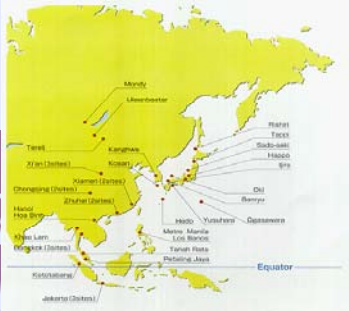 Mondy
Ulaanbaatar
Terelj
Kanghwa
Xi'an (2sites)
Kosan
Xiamen (2sites)
Chongqing (2sites)
Zhuhai (2sites)
Hanoi
Hoa Binh
Khao Lam
Bangkok (3sites)
Kototabang
Jakarta (3sites)
Rishiri
Tappi
Sado-seki
Happo
Ijira
Oki
Banryu
Ogasawara
Yusuhara
Hedo
Metro Manila
Los Banos
Tanah Rata
Petaling Jaya
Equator